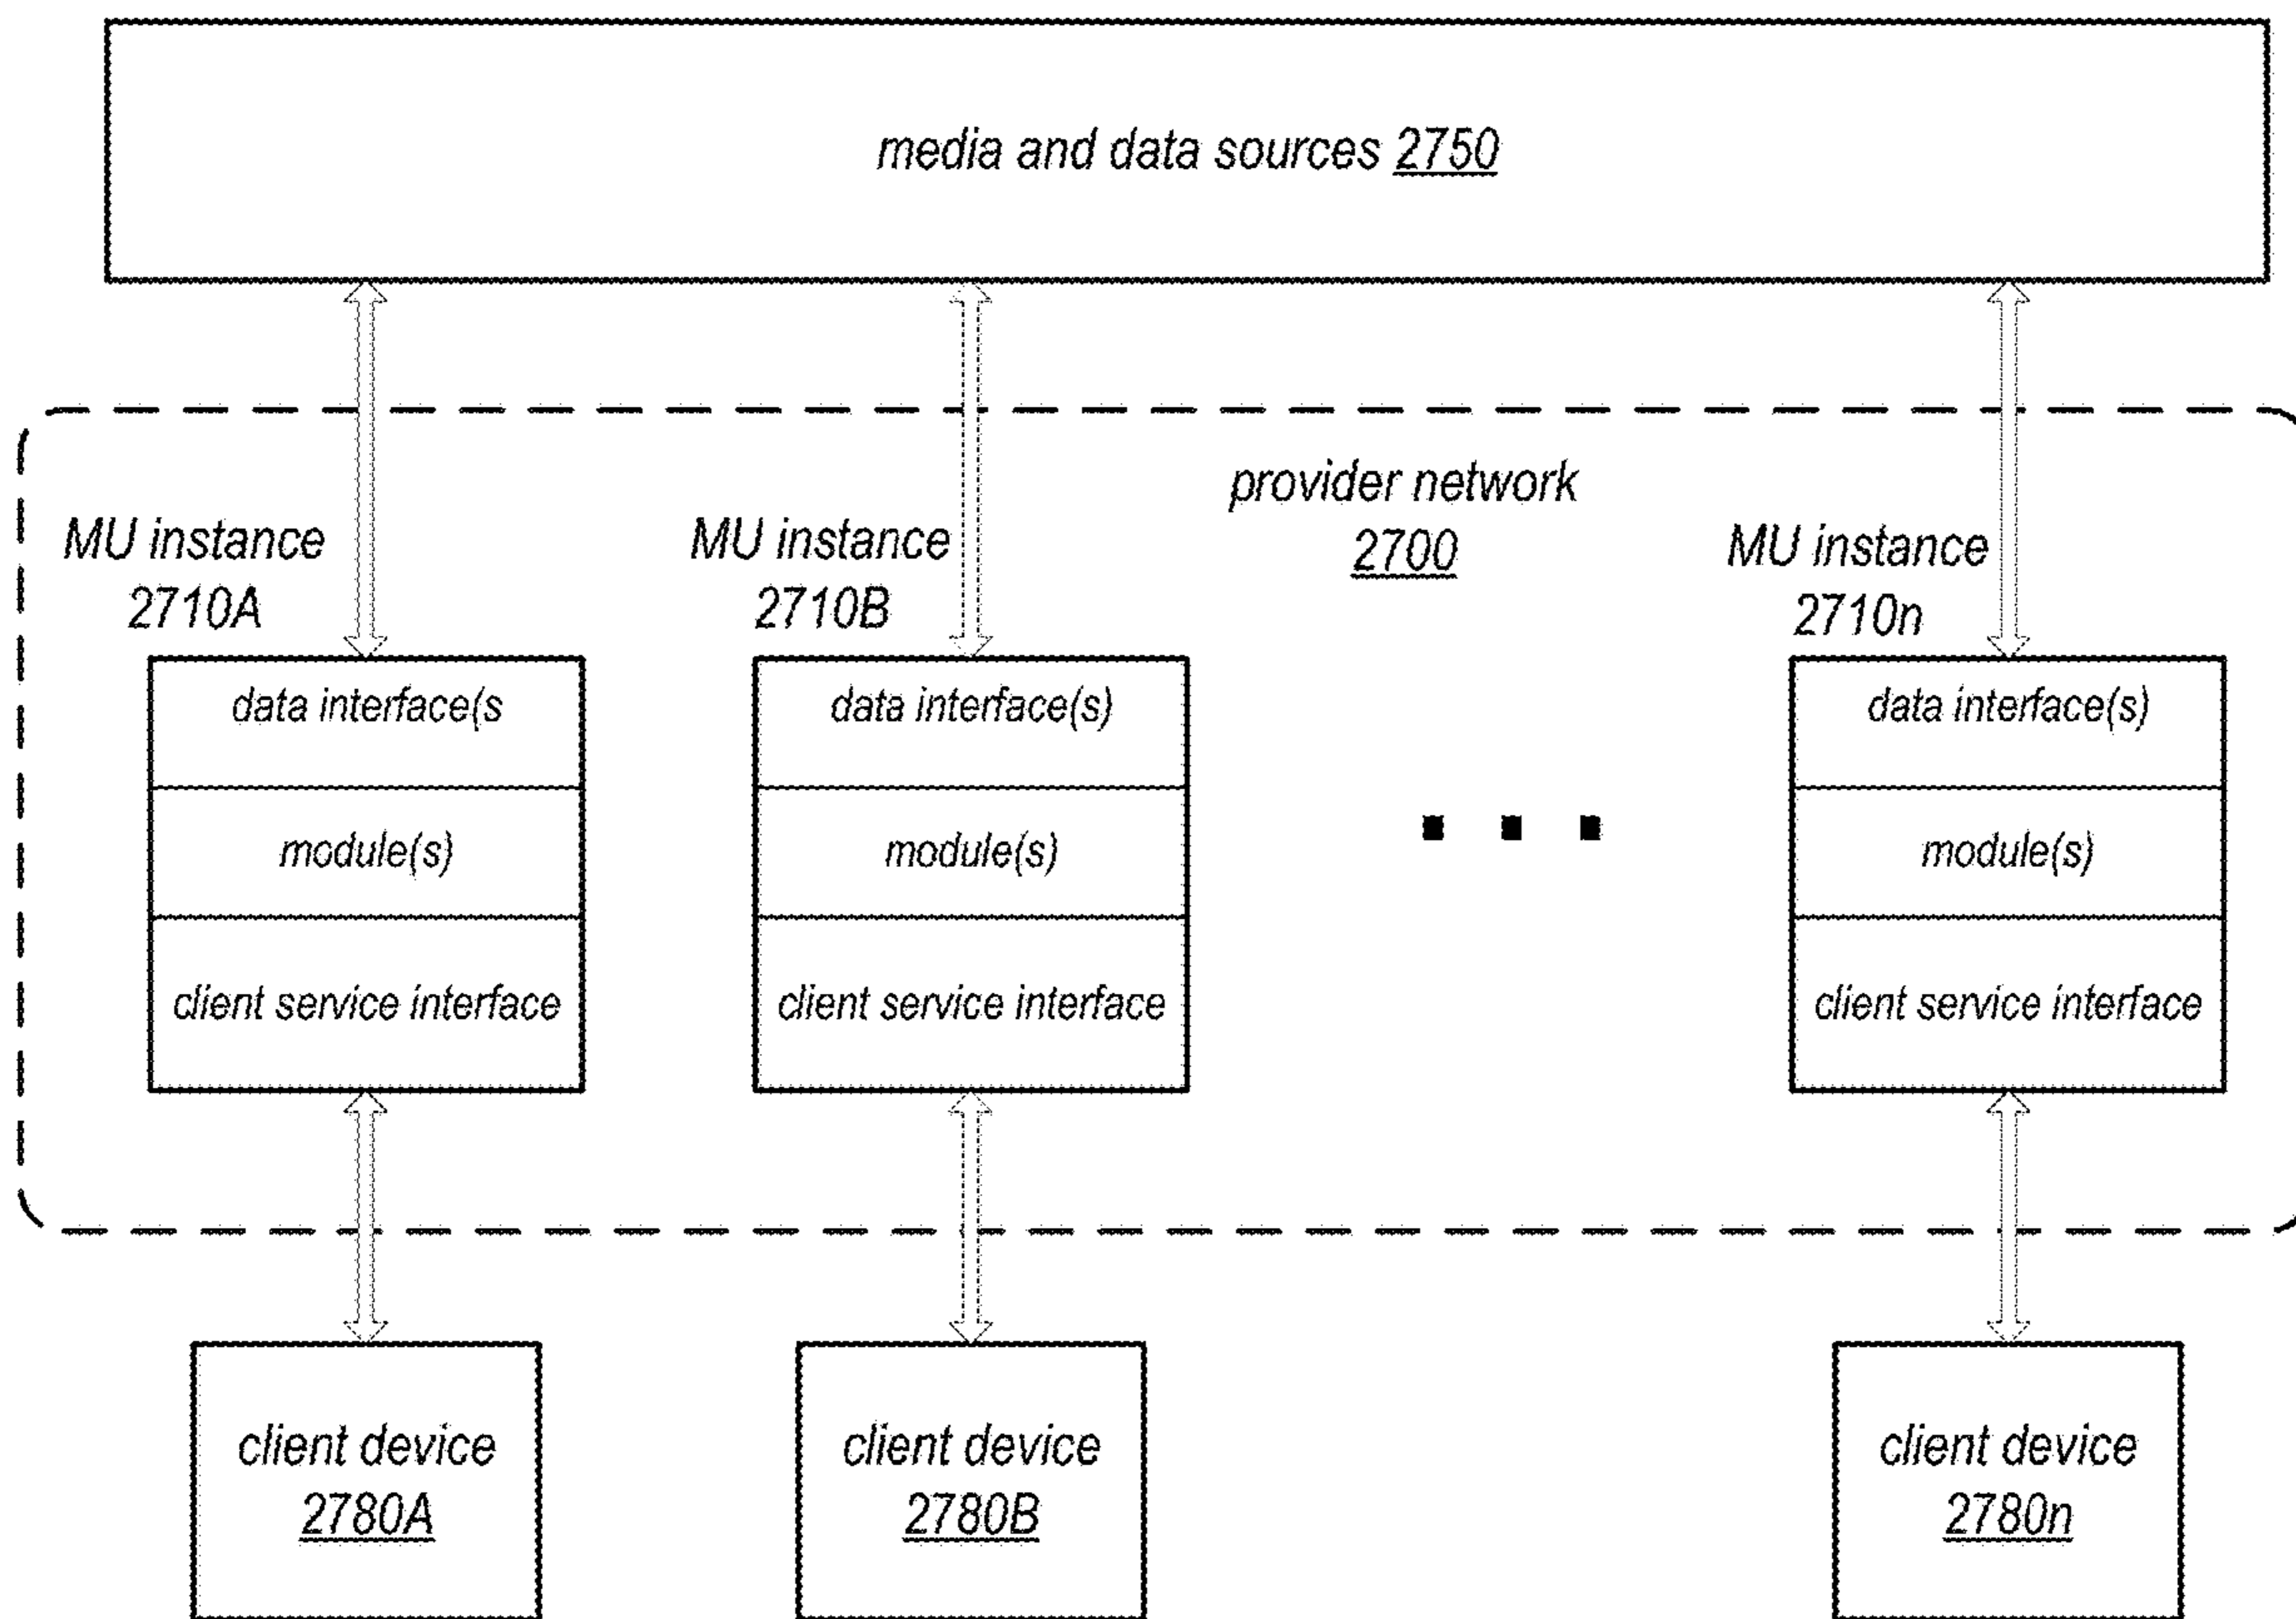 media and data sources 2750
provider network
2700
MU instance
2710A
MU instance
2710B
MU instance
2710n
data interface(s
data interface(s)
data interface(s)
module(s)
module(s)
module(s)
client service interface
client service interface
client service interface
client device
2780A
client device
2780B
client device
2780n